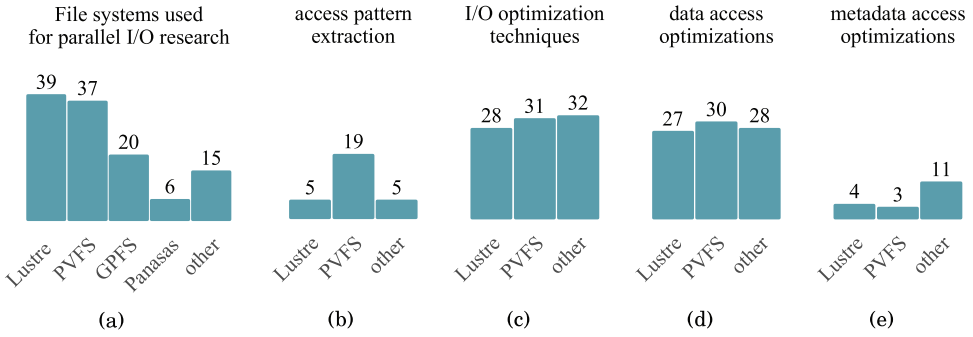 File systems used
for parallel I/O research
39
37
20
6
15
Lustre
PVFS
GPFS
Panasas
other
(a)
access pattern
extraction
5
19
5
Lustre
PVFS
other
(b)
I/O optimization
techniques
28
31
32
Lustre
PVFS
other
(c)
data access
optimizations
27
30
28
Lustre
PVFS
other
(d)
metadata access
optimizations
4
3
11
Lustre
PVFS
other
(e)